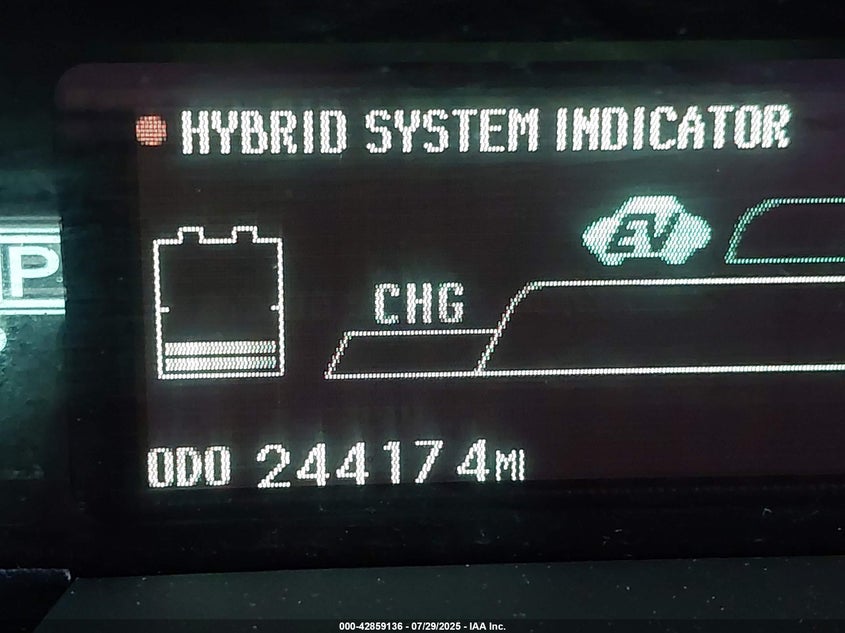 HYBRID SYSTEM INDICATOR
EV
P
CHG
ODO 244174MI
000-42859136 - 07/29/2025 - IAA Inc.